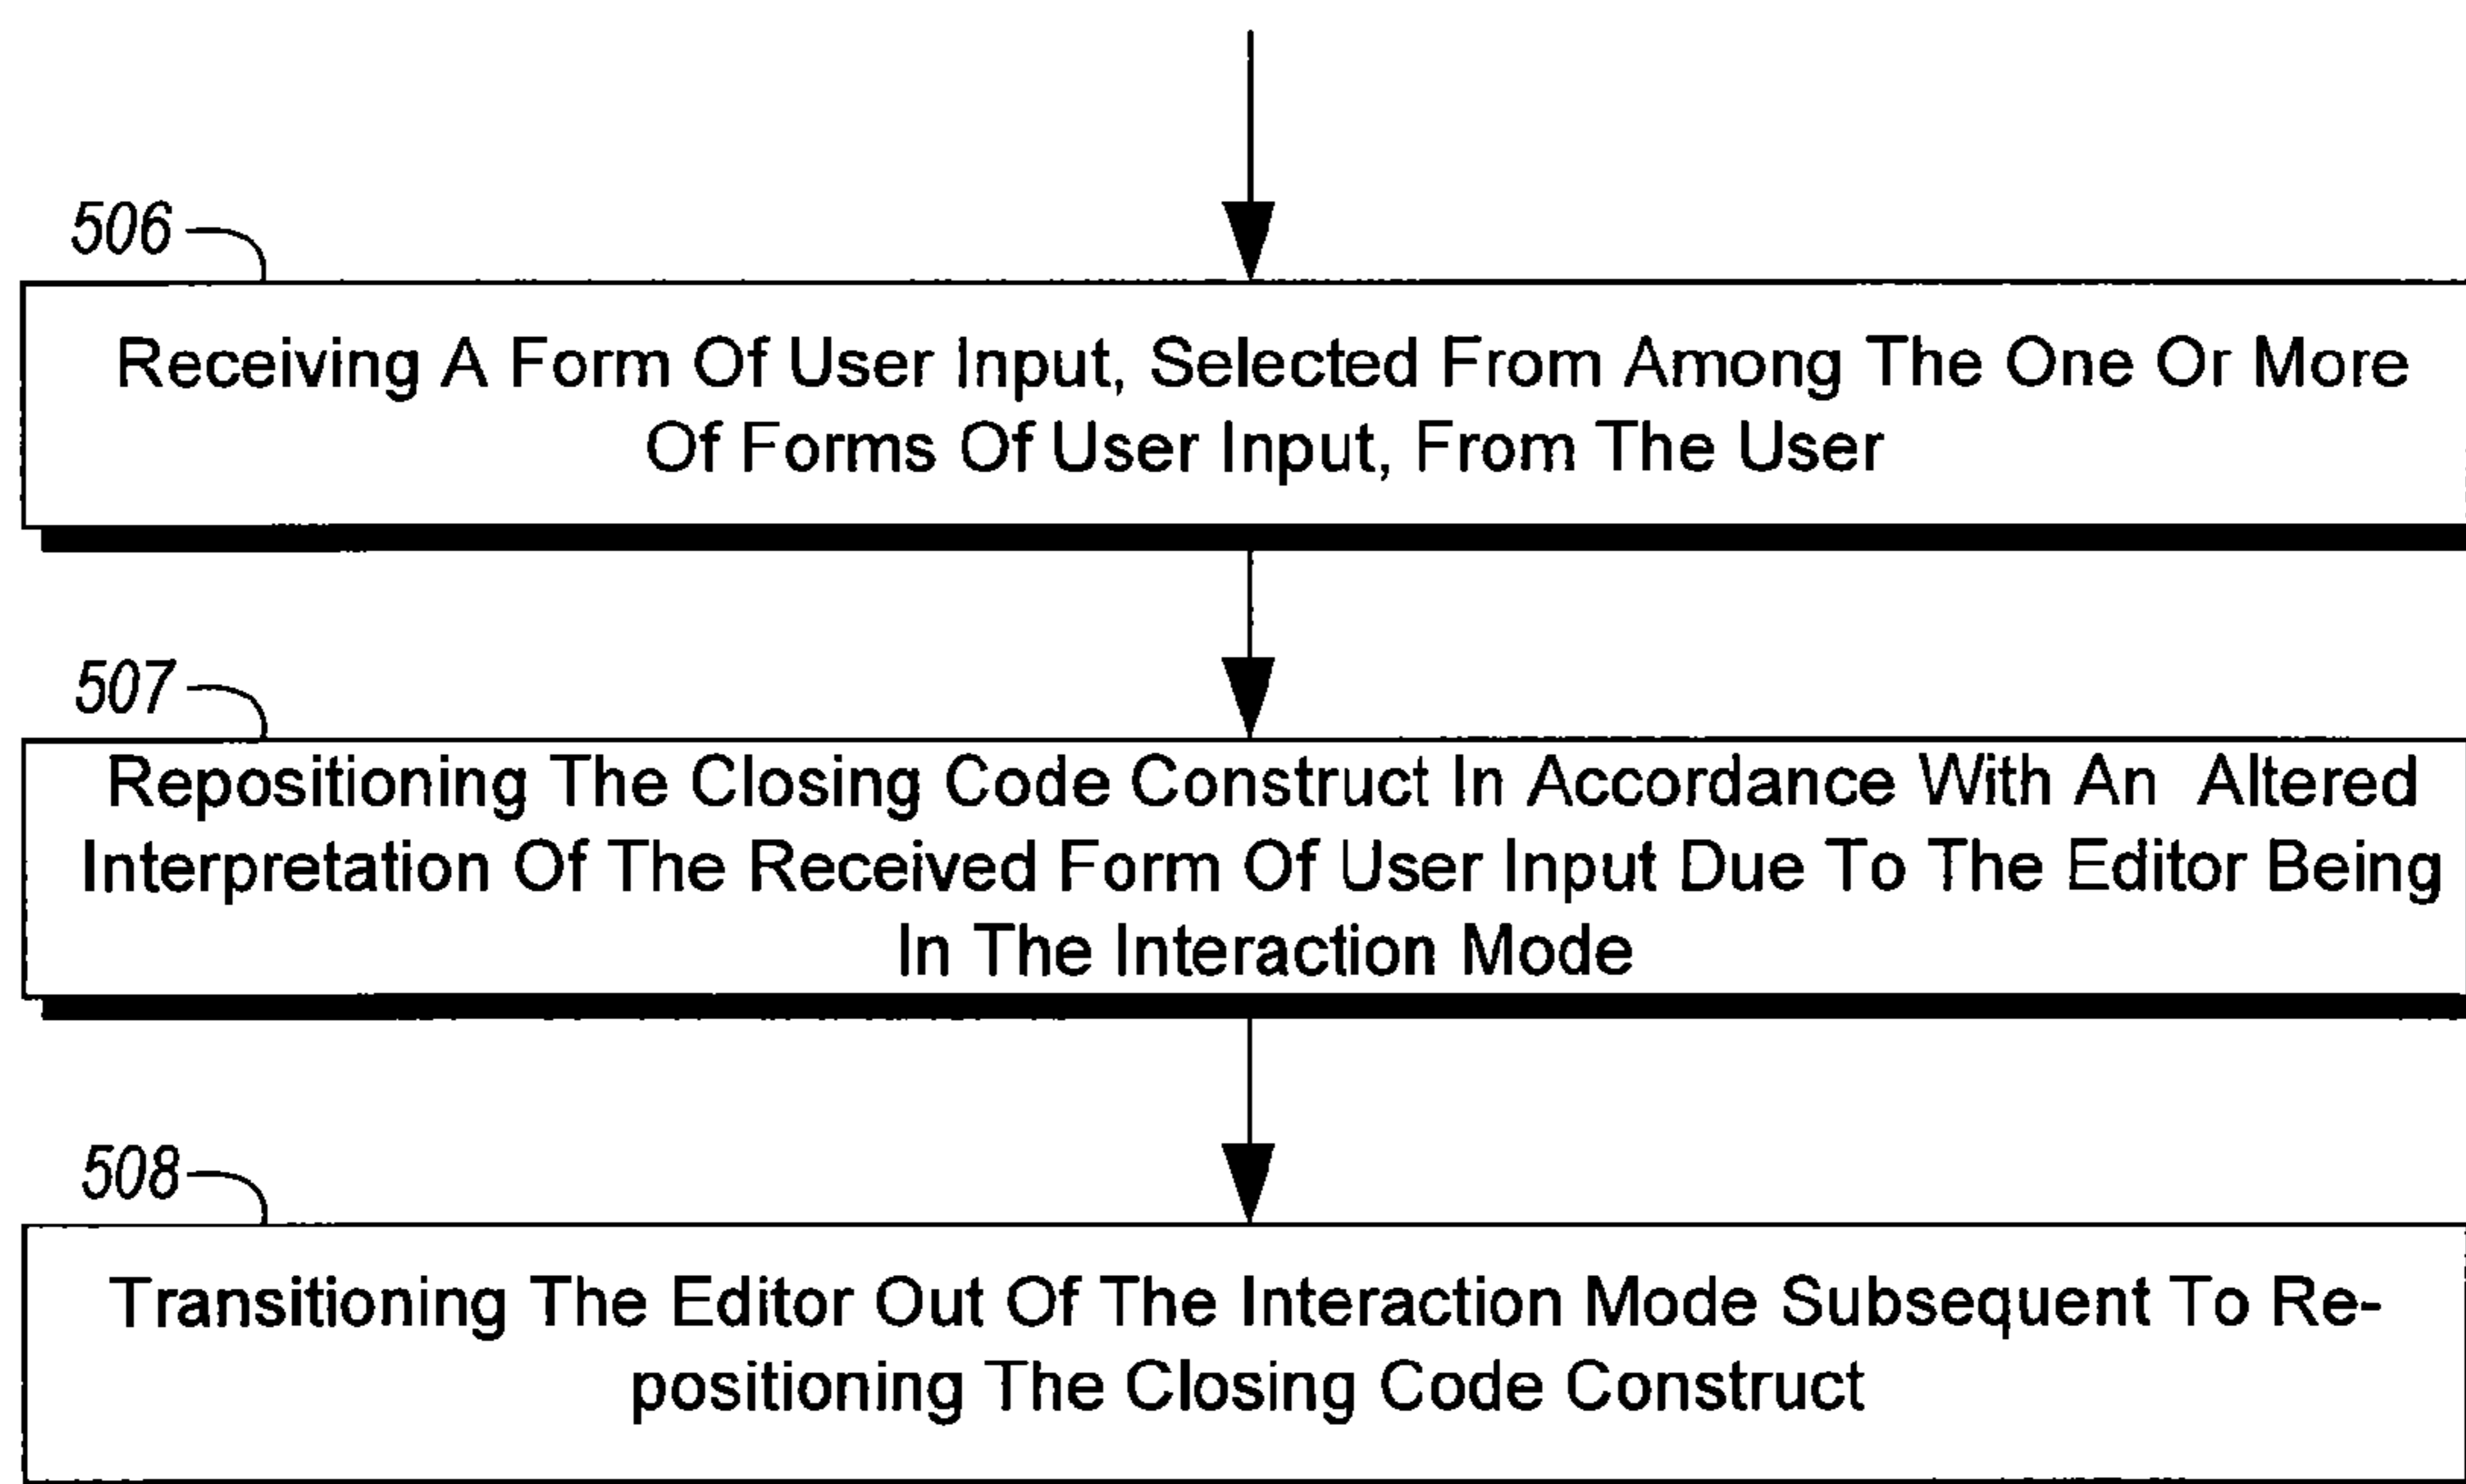 506
Receiving A Form Of User Input, Selected From Among The One Or More
Of Forms Of User Input, From The User
507
Repositioning The Closing Code Construct In Accordance With An Altered
Interpretation Of The Received Form Of User Input Due To The Editor Being
In The Interaction Mode
508
Transitioning The Editor Out Of The Interaction Mode Subsequent To Re-
positioning The Closing Code Construct